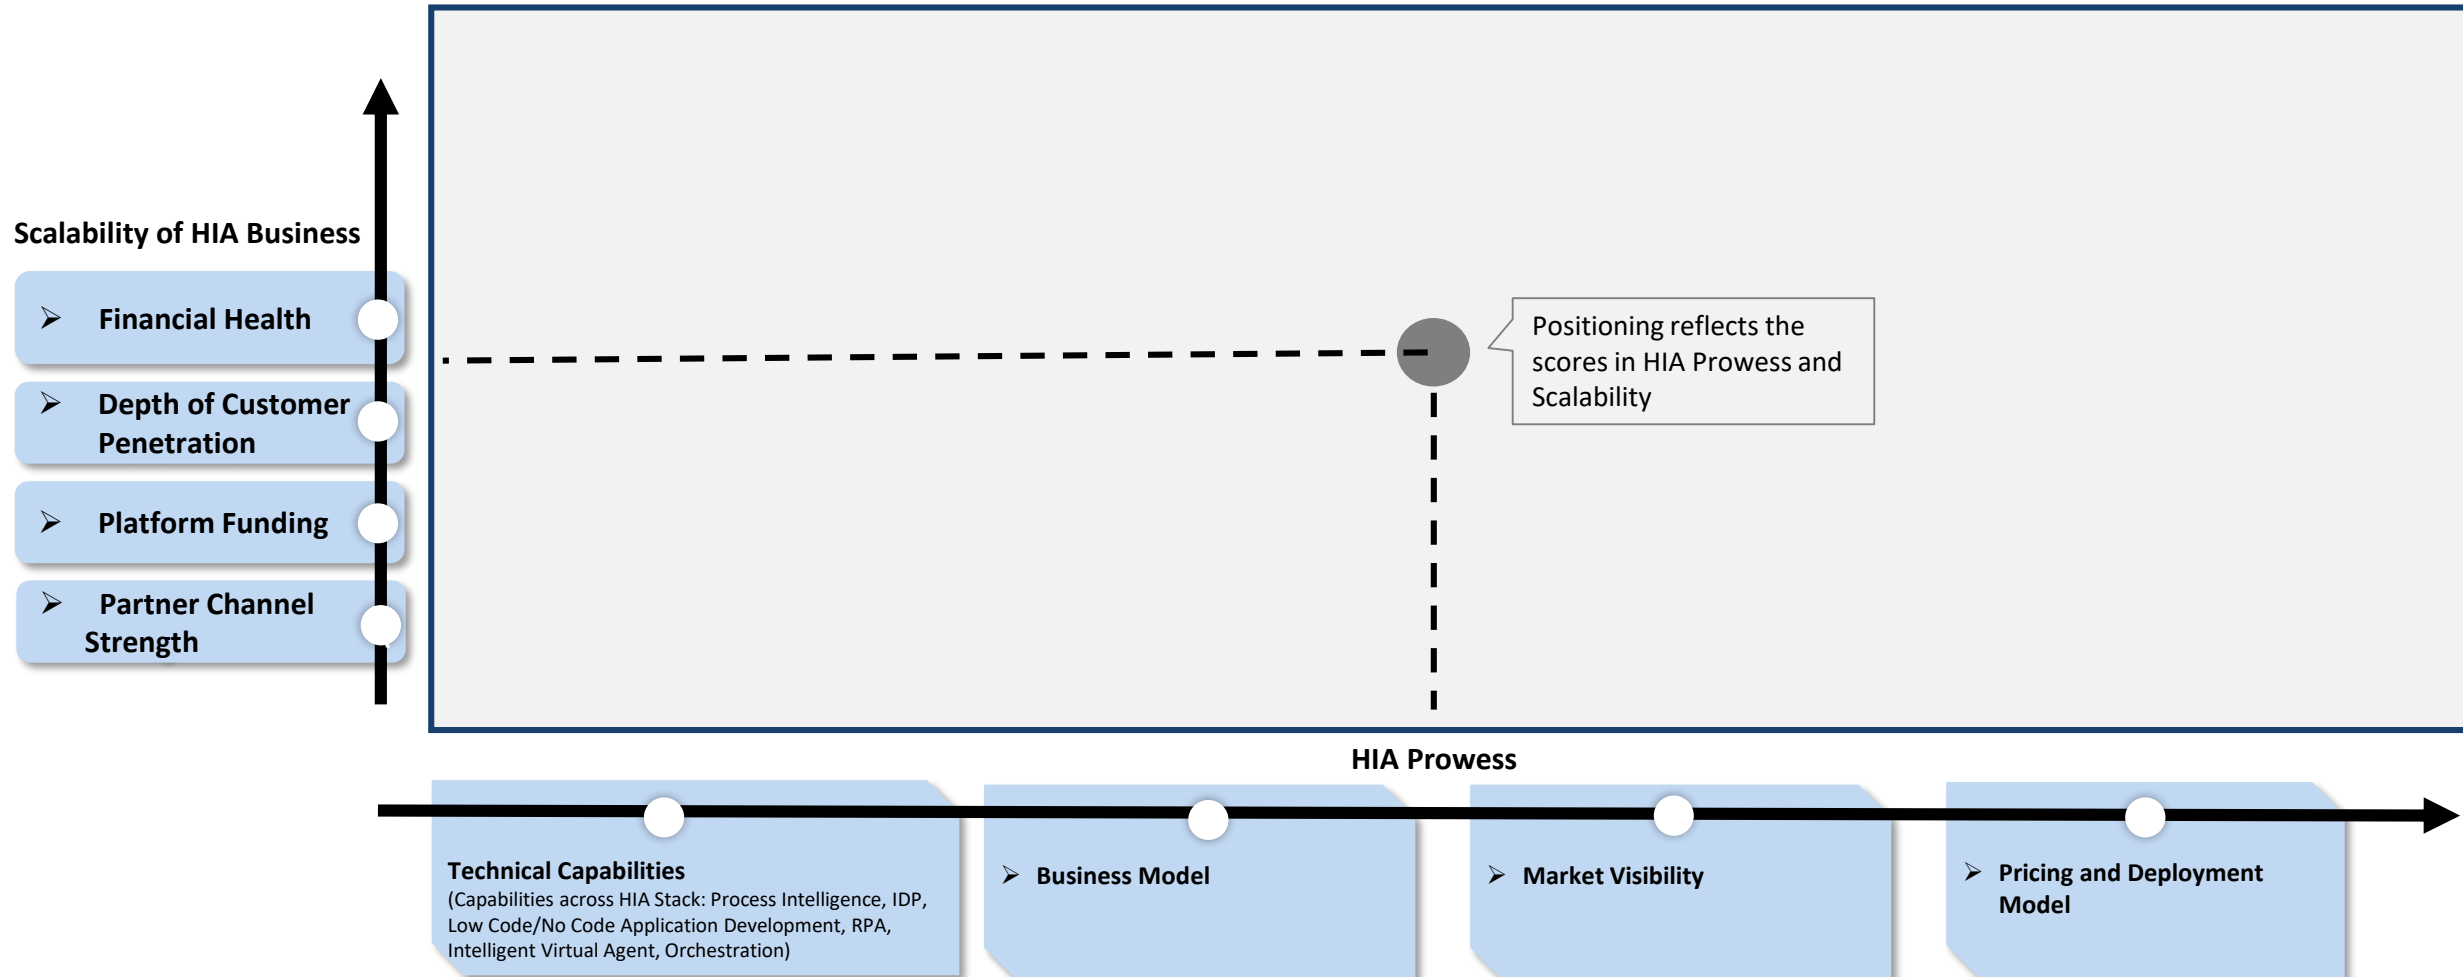 Scalability of HIA Business
➢ Financial Health
➢ Depth of Customer
Penetration
➢ Platform Funding
➢ Partner Channel
Strength
Positioning reflects the
scores in HIA Prowess and
Scalability
HIA Prowess
Technical Capabilities
(Capabilities across HIA Stack: Process Intelligence, IDP,
Low Code/No Code Application Development, RPA,
Intelligent Virtual Agent, Orchestration)
➢ Business Model
➢ Market Visibility
➢ Pricing and Deployment
Model